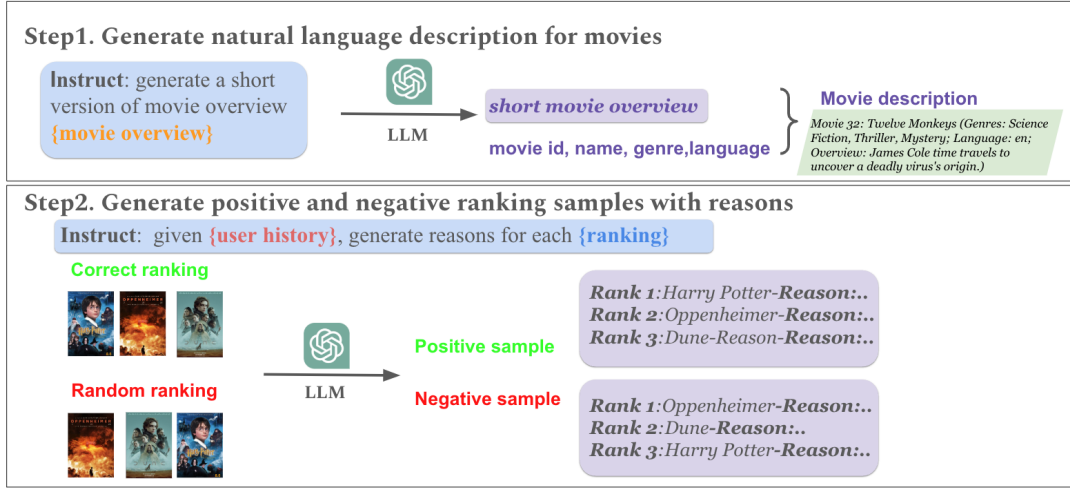 Step1. Generate natural language description for movies
Instruct: generate a short
version of movie overview
{movie overview}
LLM
short movie overview
movie id, name, genre,language
Movie description
Movie 32: Twelve Monkeys (Genres: Science
Fiction, Thriller, Mystery; Language: en;
Overview: James Cole time travels to
uncover a deadly virus's origin.)
Step2. Generate positive and negative ranking samples with reasons
Instruct: given {user history}, generate reasons for each {ranking}
Correct ranking
OPPENHEIMER
Random ranking
OPPENHEIMER
LLM
Positive sample
Negative sample
Rank 1:Harry Potter-Reason:..
Rank 2:Oppenheimer-Reason:..
Rank 3:Dune-Reason-Reason:..
Rank 1:Oppenheimer-Reason:..
Rank 2:Dune-Reason:..
Rank 3:Harry Potter-Reason:..